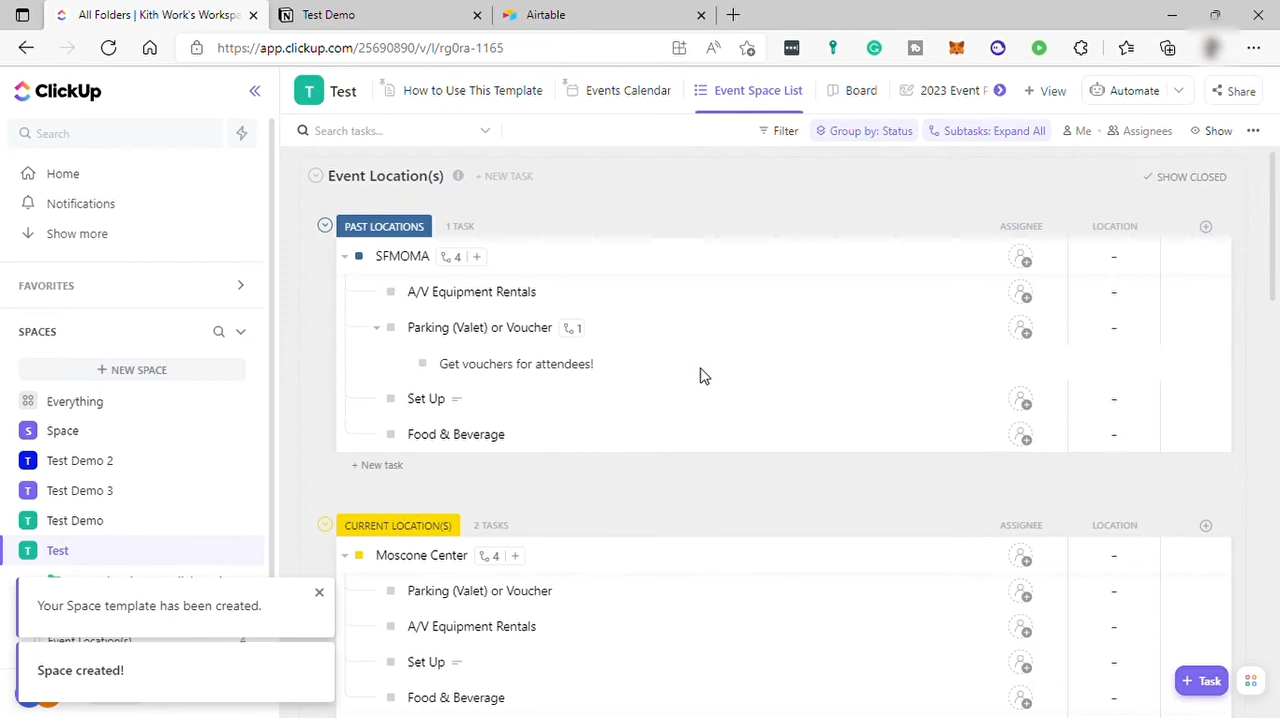 All Folders | Kith Work's Workspa
Test Demo
Airtable
https://app.clickup.com/25690890/v/l/rg0ra-1165
ClickUp
T Test
How to Use This Template
Events Calendar
Event Space List
Board
2023 Event P
+ View
Automate
Share
Search
Search tasks...
Filter
Group by: Status
Subtasks: Expand All
Me
Assignees
Show
Home
Notifications
Show more
FAVORITES
SPACES
+ NEW SPACE
Everything
S Space
T Test Demo 2
T Test Demo 3
T Test Demo
T Test
Event Location(s)
Your Space template has been created.
Space created!
Event Location(s)
+ NEW TASK
SHOW CLOSED
PAST LOCATIONS 1 TASK ASSIGNEE LOCATION
SFMOMA 4 + -
A/V Equipment Rentals -
Parking (Valet) or Voucher 1 -
Get vouchers for attendees!
Set Up -
Food & Beverage -
+ New task
CURRENT LOCATION(S) 2 TASKS ASSIGNEE LOCATION
Moscone Center 4 + -
Parking (Valet) or Voucher -
A/V Equipment Rentals -
Set Up -
Food & Beverage -
+ Task